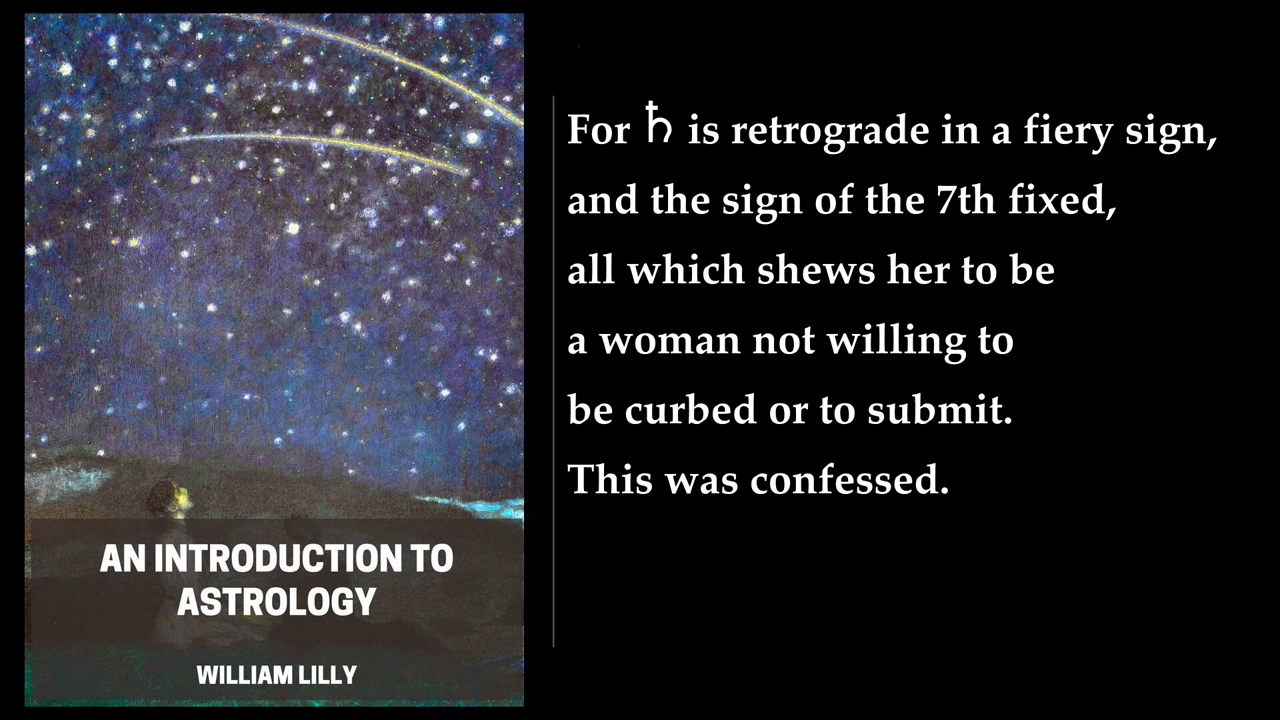 AN INTRODUCTION TO
ASTROLOGY
WILLIAM LILLY
For ♄ is retrograde in a fiery sign,
and the sign of the 7th fixed,
all which shews her to be
a woman not willing to
be curbed or to submit.
This was confessed.